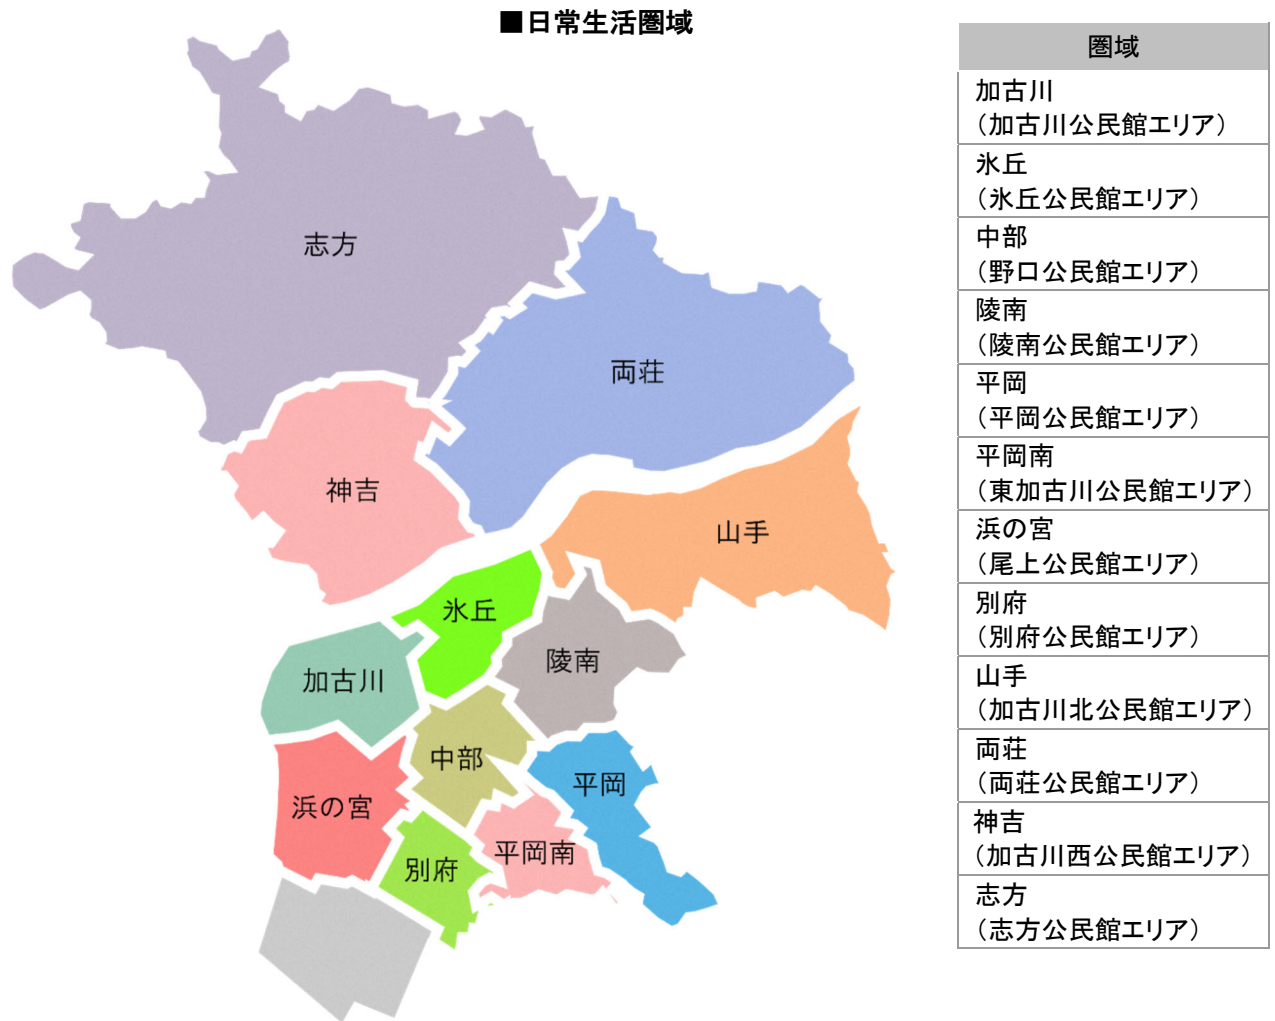 ■日常生活圏域
志方
両荘
神吉
山手
氷丘
陵南
加古川
中部
平岡
浜の宮
平岡南
別府
圏域
加古川
（加古川公民館エリア）
氷丘
（氷丘公民館エリア）
中部
（野口公民館エリア）
陵南
（陵南公民館エリア）
平岡
（平岡公民館エリア）
平岡南
（東加古川公民館エリア）
浜の宮
（尾上公民館エリア）
別府
（別府公民館エリア）
山手
（加古川北公民館エリア）
両荘
（両荘公民館エリア）
神吉
（加古川西公民館エリア）
志方
（志方公民館エリア）